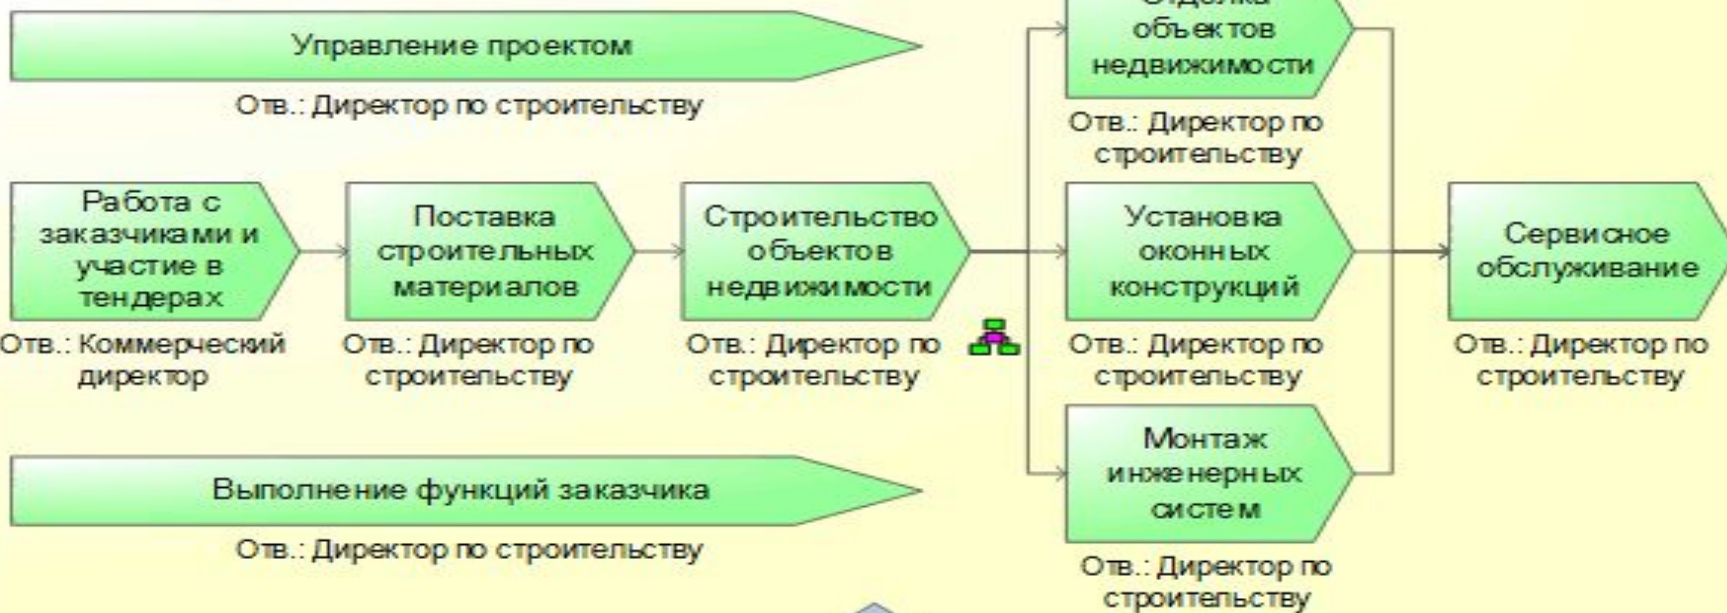 Управление проектом
Отв.: Директор по строительству
Отделка
объектов
недвижимости
Отв.: Директор по
строительству
Работа с
заказчиками и
участие в
тендерах
Отв.: Коммерческий
директор
Поставка
строительных
материалов
Отв.: Директор по
строительству
Строительство
объектов
недвижимости
Отв.: Директор по
строительству
Установка
оконных
конструкций
Отв.: Директор по
строительству
Сервисное
обслуживание
Отв.: Директор по
строительству
Выполнение функций заказчика
Отв.: Директор по строительству
Монтаж
инженерных
систем
Отв.: Директор по
строительству